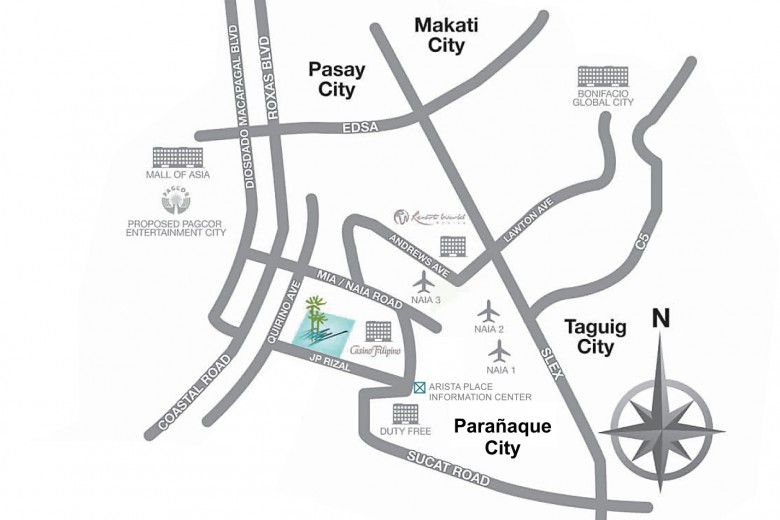 Makati
City
Pasay
City
DIOSDADO MACAPAGAL BLVD
ROXAS BLVD
EDSA
BONIFACIO
GLOBAL CITY
MALL OF ASIA
PAGCOR
PROPOSED PAGCOR
ENTERTAINMENT CITY
Resorts World
MANILA
ANDREWS AVE
LAWTON AVE
C5
MIA / NAIA ROAD
NAIA 3
QUIRINO AVE
NAIA 2
Taguig
City
N
Casino Filipino
NAIA 1
SLEX
JP RIZAL
COASTAL ROAD
ARISTA PLACE
INFORMATION CENTER
DUTY FREE
Parañaque
City
SUCAT ROAD